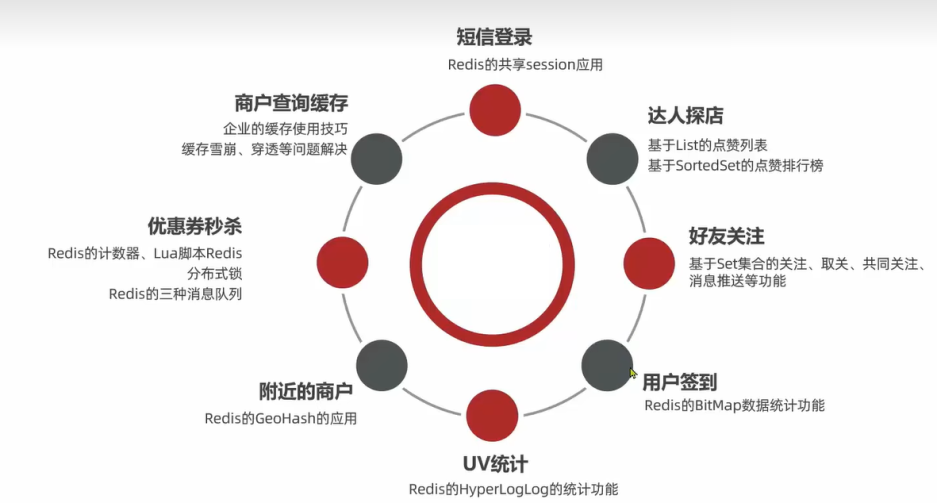 短信登录
Redis的共享session应用
商户查询缓存
企业的缓存使用技巧
缓存雪崩、穿透等问题解决
达人探店
基于List的点赞列表
基于SortedSet的点赞排行榜
优惠券秒杀
Redis的计数器、Lua脚本Redis
分布式锁
Redis的三种消息队列
好友关注
基于Set集合的关注、取关、共同关注、
消息推送等功能
附近的商户
Redis的GeoHash的应用
用户签到
Redis的BitMap数据统计功能
UV统计
Redis的HyperLogLog的统计功能